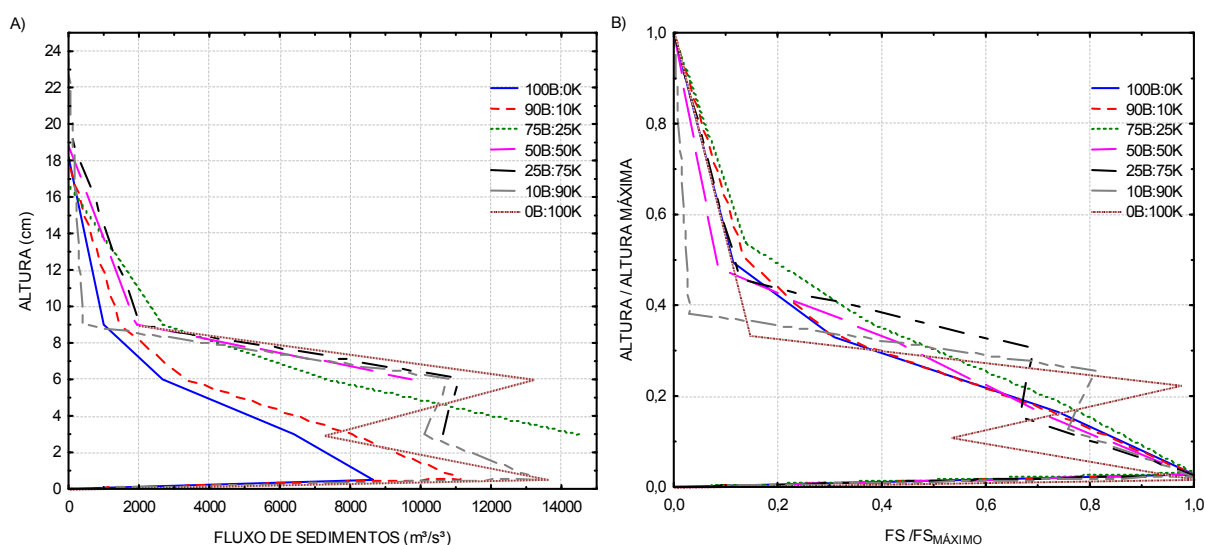 A)
ALTURA (cm)
24
22
20
18
16
14
12
10
8
6
4
2
0
0
2000
4000
6000
8000
10000
12000
14000
FLUXO DE SEDIMENTOS (m³/s³)
100B:0K
90B:10K
75B:25K
50B:50K
25B:75K
10B:90K
0B:100K
B)
ALTURA / ALTURA MÁXIMA
1,0
0,8
0,6
0,4
0,2
0,0
0,0
0,2
0,4
0,6
0,8
1,0
FS /FSMÁXIMO
100B:0K
90B:10K
75B:25K
50B:50K
25B:75K
10B:90K
0B:100K